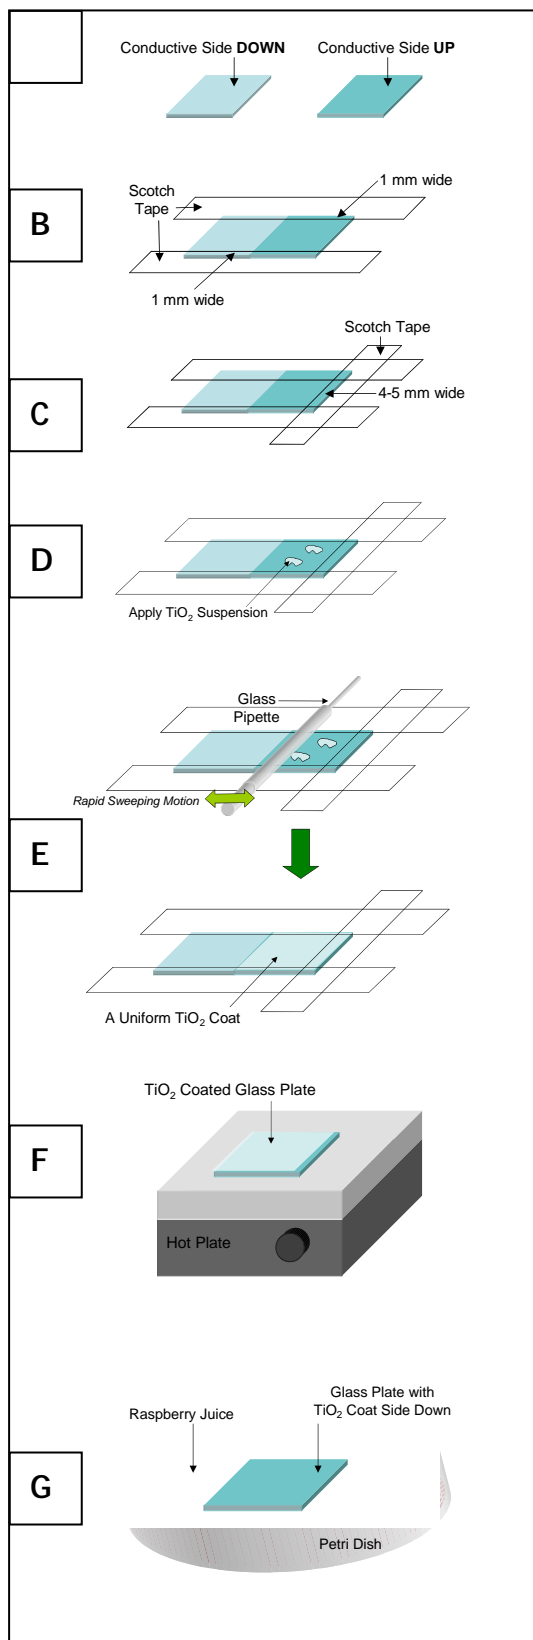 Conductive Side DOWN
Conductive Side UP
B
Scotch
Tape
1 mm wide
1 mm wide
C
Scotch Tape
4-5 mm wide
D
Apply TiO₂ Suspension
Glass
Pipette
Rapid Sweeping Motion
E
A Uniform TiO₂ Coat
TiO₂ Coated Glass Plate
F
Hot Plate
Raspberry Juice
Glass Plate with
TiO₂ Coat Side Down
G
Petri Dish